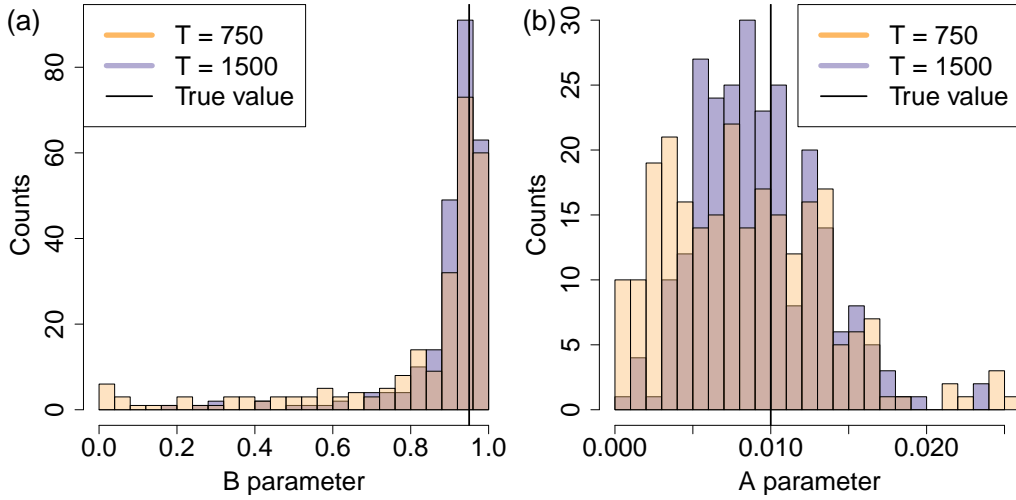 (a)
T = 750
T = 1500
True value
Counts
0
20
40
60
80
0.0
0.2
0.4
0.6
0.8
1.0
B parameter
(b)
T = 750
T = 1500
True value
Counts
0
5
10
15
20
25
30
0.000
0.010
0.020
A parameter